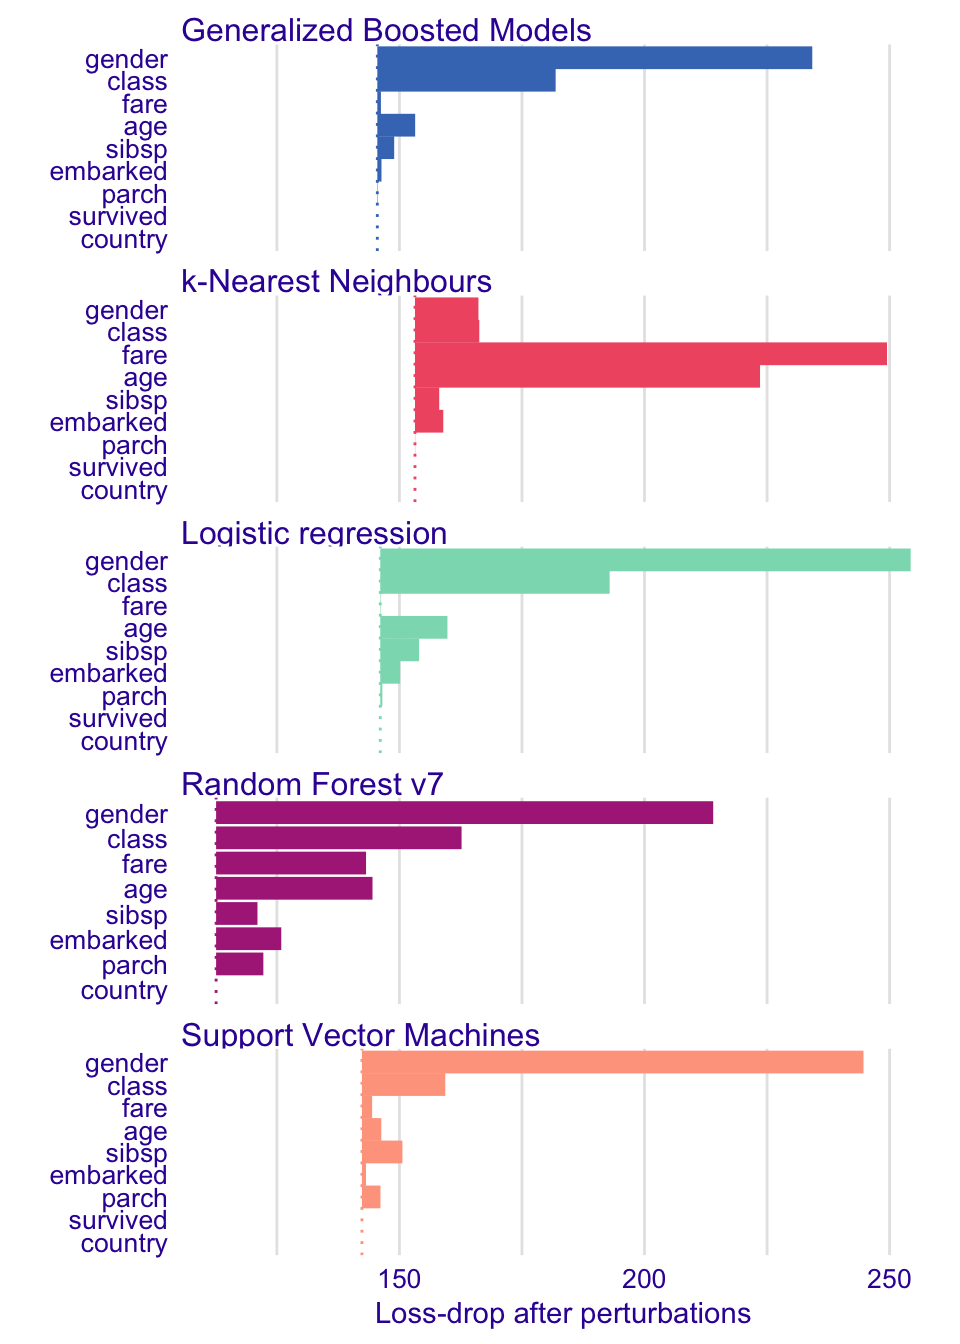 Generalized Boosted Models
gender
class
fare
age
sibsp
embarked
parch
survived
country
k-Nearest Neighbours
gender
class
fare
age
sibsp
embarked
parch
survived
country
Logistic regression
gender
class
fare
age
sibsp
embarked
parch
survived
country
Random Forest v7
gender
class
fare
age
sibsp
embarked
parch
country
Support Vector Machines
gender
class
fare
age
sibsp
embarked
parch
survived
country
150 200 250
Loss-drop after perturbations